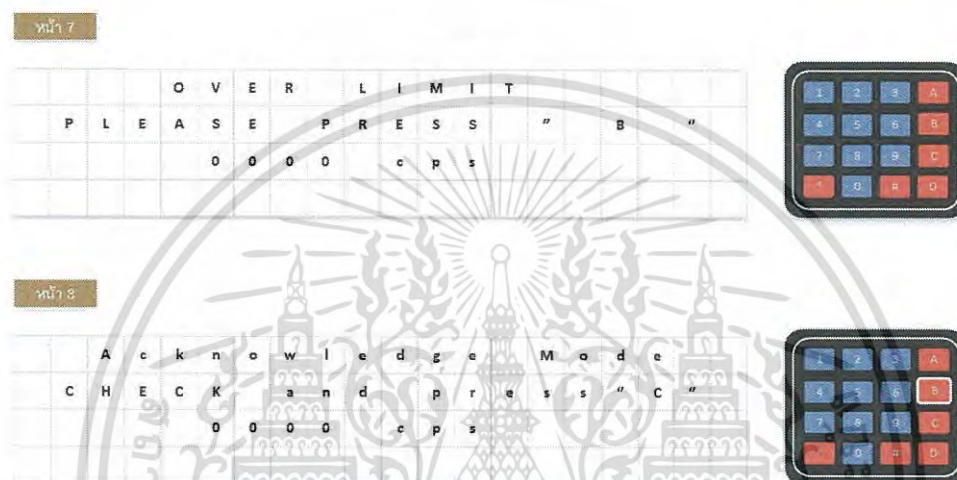 หน้า 7
OVER LIMIT
PLEASE PRESS " B "
0000 cps
1 2 3 A
4 5 6 B
7 8 9 C
* 0 # D
หน้า 8
Acknowledge Mode
CHECK and press "C"
0000 cps
1 2 3 A
4 5 6 B
7 8 9 C
* 0 # D